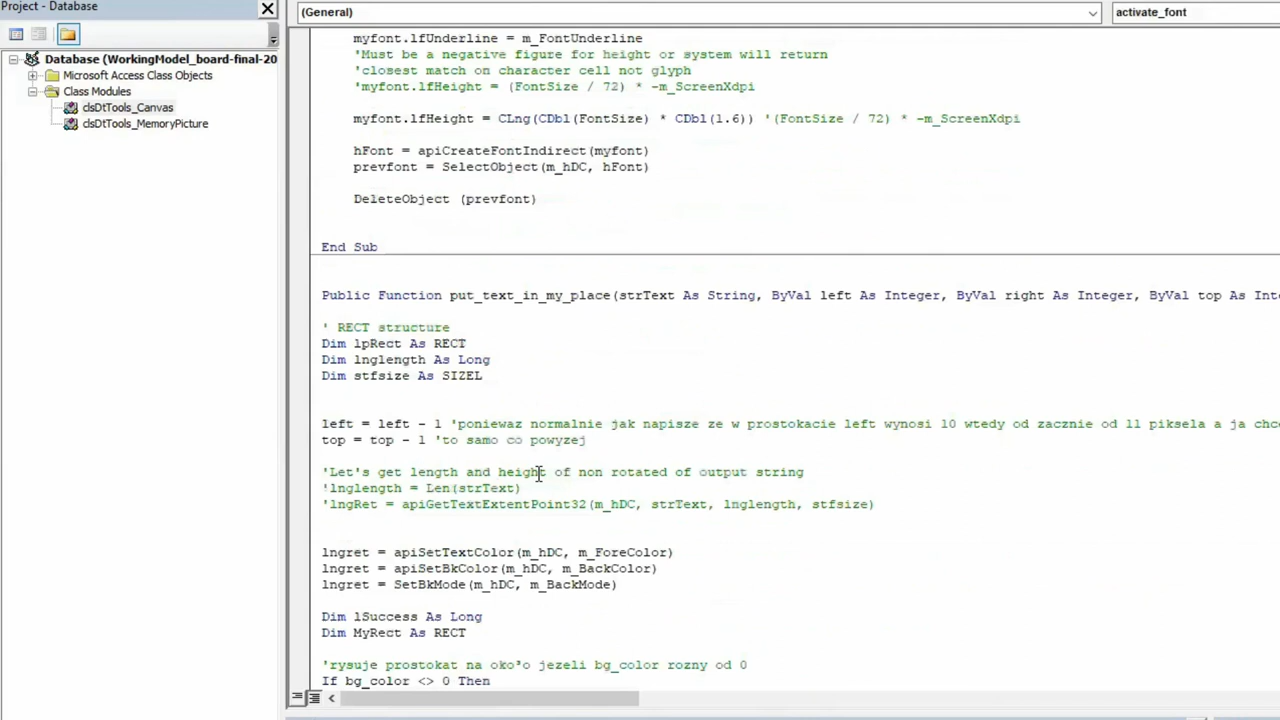 Project - Database
Database (WorkingModel_board-final-20
Microsoft Access Class Objects
Class Modules
clsDtTools_Canvas
clsDtTools_MemoryPicture
(General)
activate_font
myfont.lfUnderline = m_FontUnderline
'Must be a negative figure for height or system will return
'closest match on character cell not glyph
'myfont.lfHeight = (FontSize / 72) * -m_ScreenXdpi
myfont.lfHeight = CLng(CDbl(FontSize) * CDbl(1.6)) '(FontSize / 72) * -m_ScreenXdpi
hFont = apiCreateFontIndirect(myfont)
prevfont = SelectObject(m_hDC, hFont)
DeleteObject (prevfont)
End Sub
Public Function put_text_in_my_place(strText As String, ByVal left As Integer, ByVal right As Integer, ByVal top As Inte
' RECT structure
Dim lpRect As RECT
Dim lnglength As Long
Dim stfsize As SIZEL
left = left - 1 'poniewaz normalnie jak napisze ze w prostokacie left wynosi 10 wtedy od zacznie od 11 piksela a ja chce
top = top - 1 'to samo co powyzej
'Let's get length and height of non rotated of output string
'lnglength = Len(strText)
'lngRet = apiGetTextExtentPoint32(m_hDC, strText, lnglength, stfsize)
lngret = apiSetTextColor(m_hDC, m_ForeColor)
lngret = apiSetBkColor(m_hDC, m_BackColor)
lngret = SetBkMode(m_hDC, m_BackMode)
Dim lSuccess As Long
Dim MyRect As RECT
'rysuje prostokat na oko³o jezeli bg_color rozny od 0
If bg_color <> 0 Then